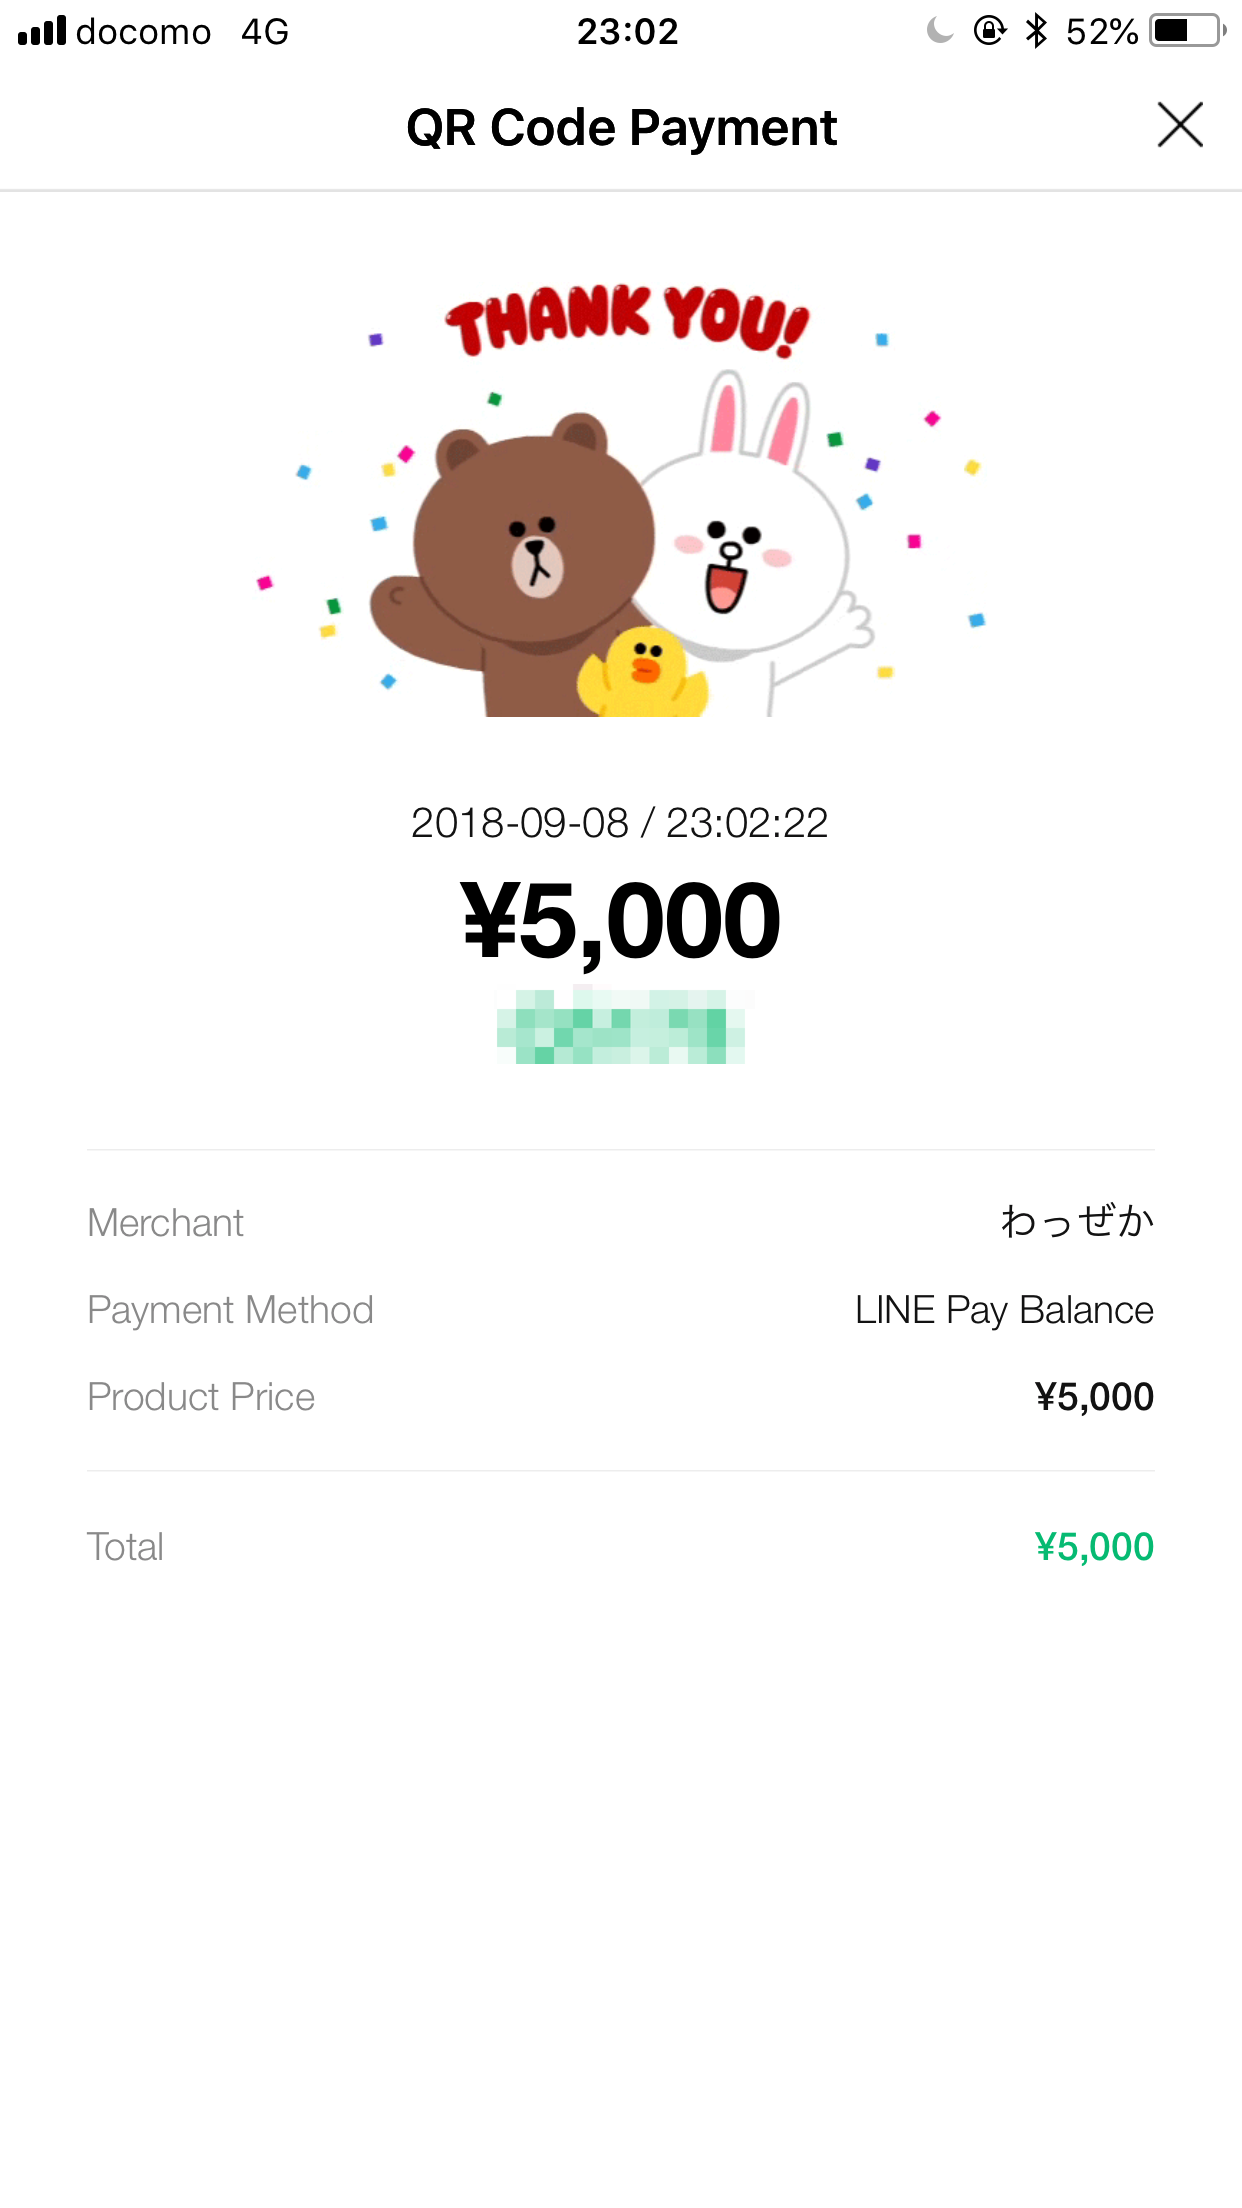 docomo 4G 23:02 52%
QR Code Payment
THANK YOU!
2018-09-08 / 23:02:22
¥5,000
Merchant わっぜか
Payment Method LINE Pay Balance
Product Price ¥5,000
Total ¥5,000